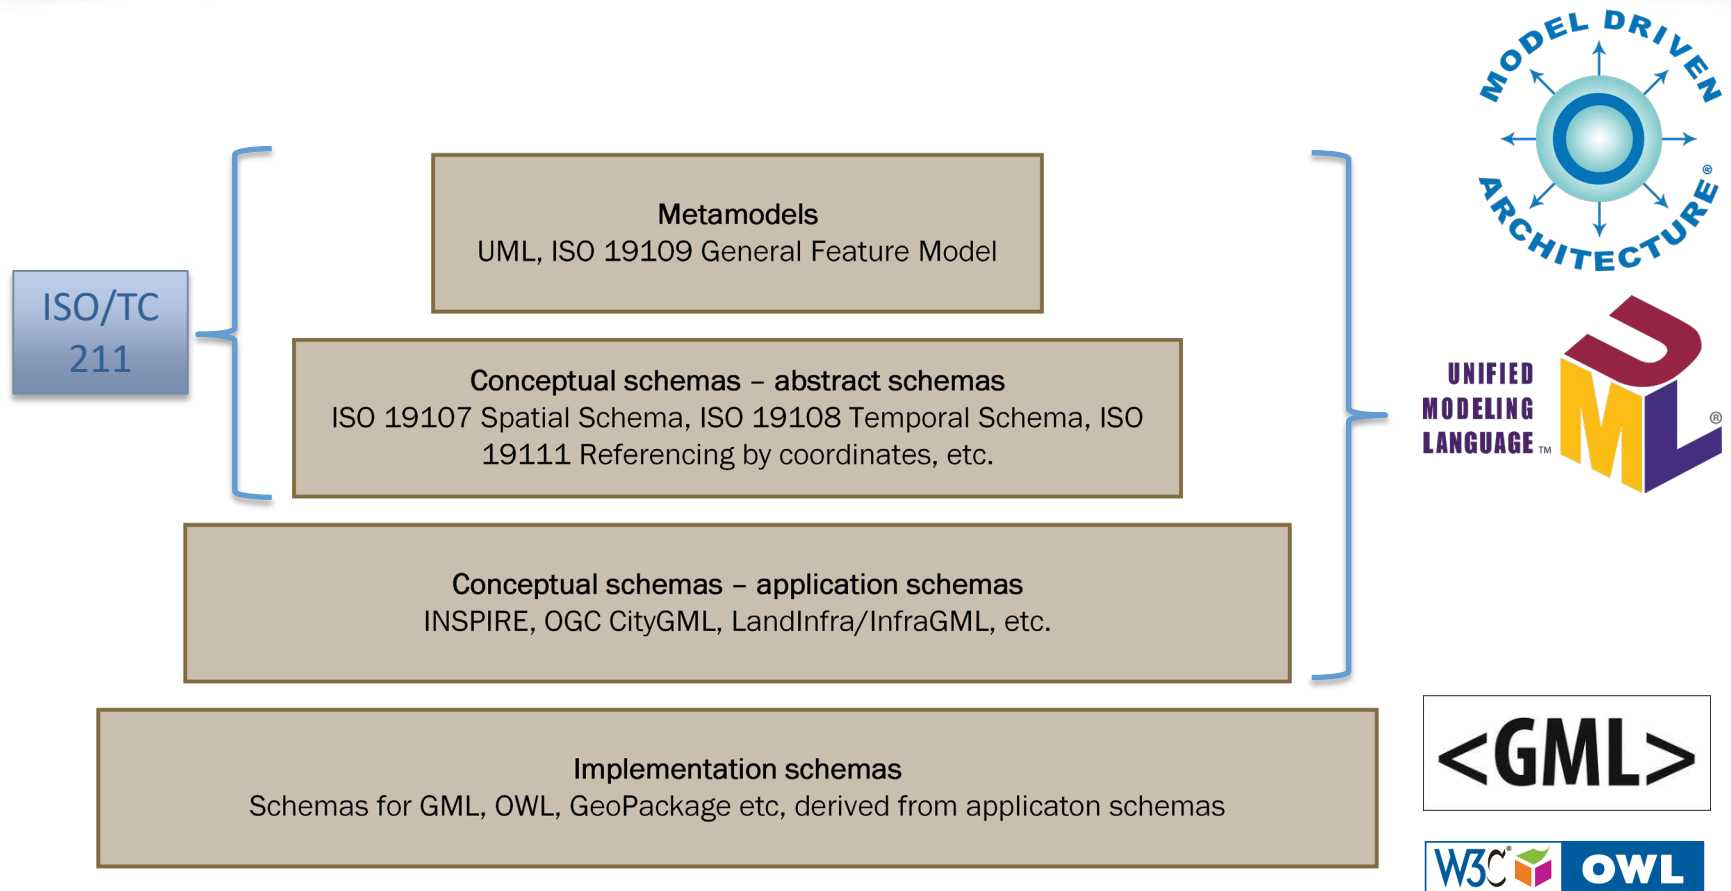 MODEL DRIVEN
ARCHITECTURE®
Metamodels
UML, ISO 19109 General Feature Model
ISO/TC
211
Conceptual schemas – abstract schemas
ISO 19107 Spatial Schema, ISO 19108 Temporal Schema, ISO
19111 Referencing by coordinates, etc.
UNIFIED
MODELING
LANGUAGE TM
UML®
Conceptual schemas – application schemas
INSPIRE, OGC CityGML, LandInfra/InfraGML, etc.
Implementation schemas
Schemas for GML, OWL, GeoPackage etc, derived from applicaton schemas
<GML>
W3C® OWL